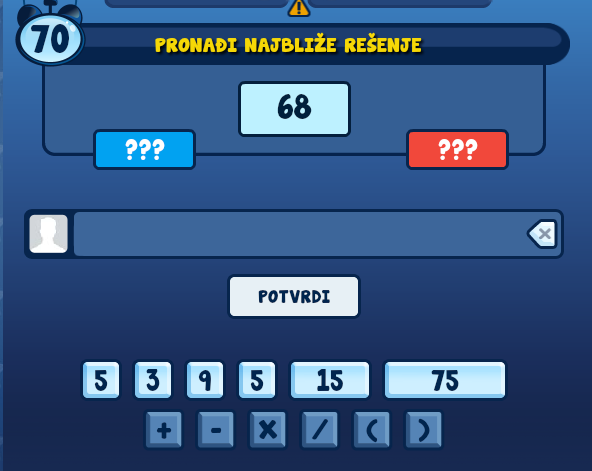 70
PRONAĐI NAJBLIŽE REŠENJE
68
??? ???
POTVRDI
5 3 9 5 15 75
+ - × / ( )